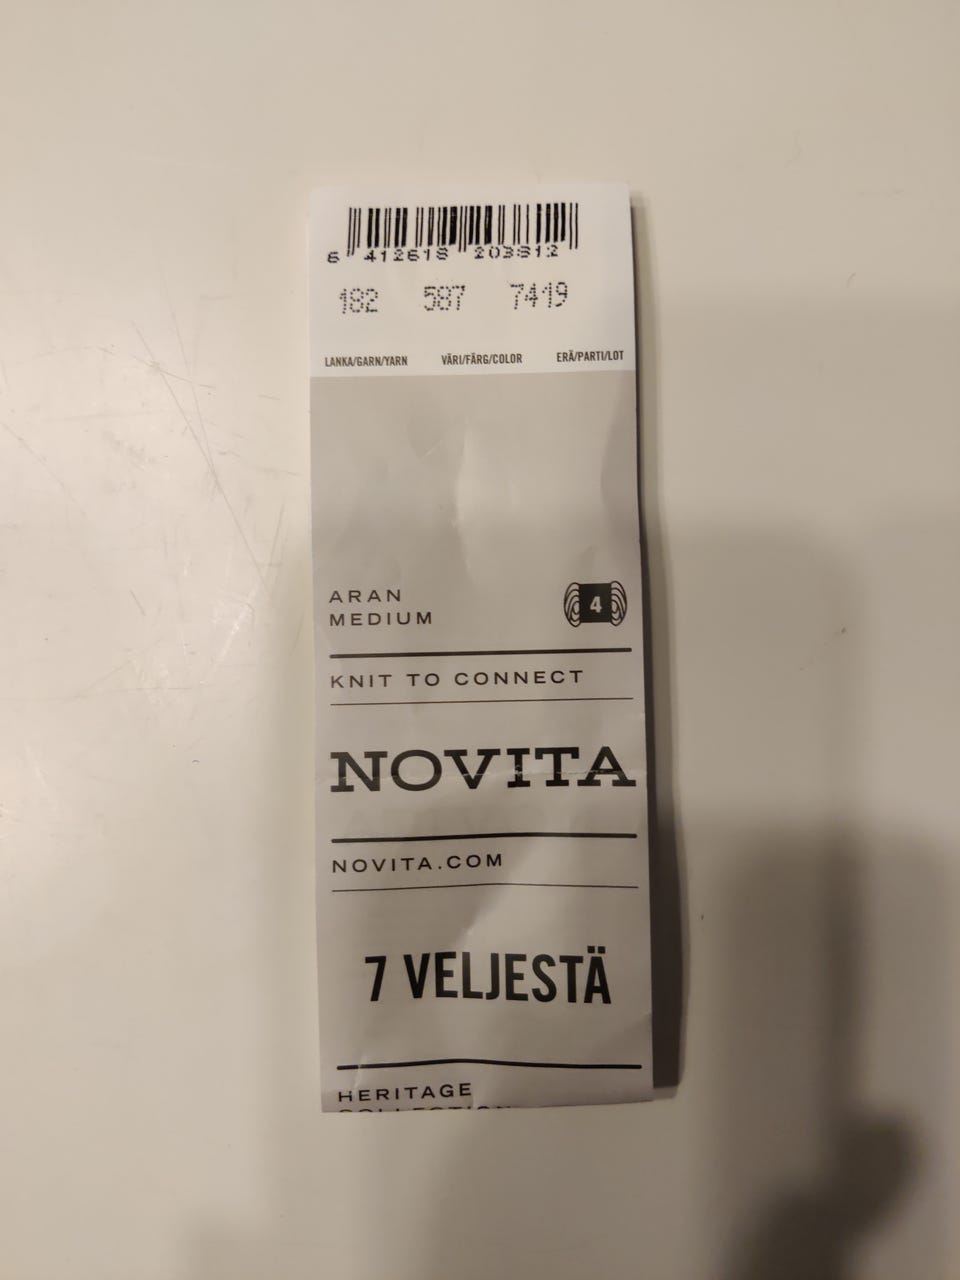 6 412618 203812
182 587 7419
LANKA/GARN/YARN VÄRI/FÄRG/COLOR ERÄ/PARTI/LOT
ARAN
MEDIUM
4
KNIT TO CONNECT
NOVITA
NOVITA.COM
7 VELJESTÄ
HERITAGE